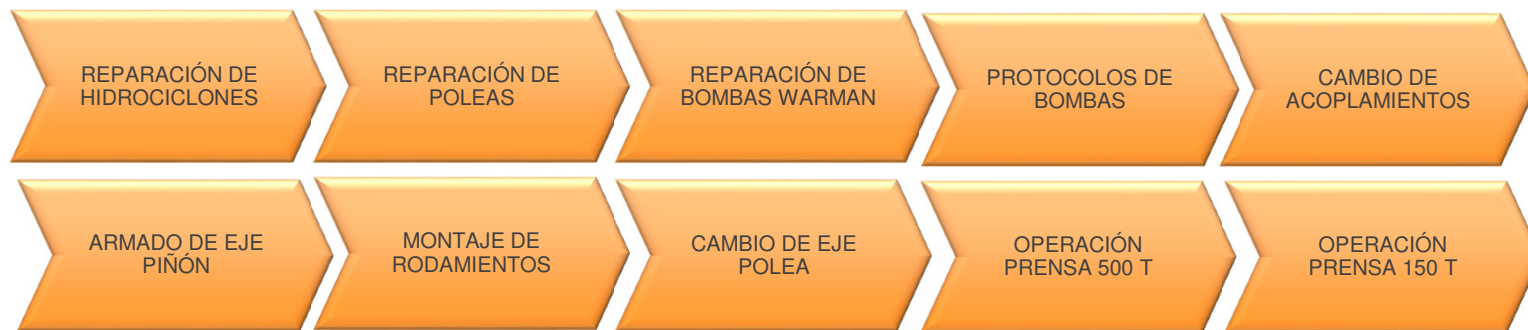 REPARACIÓN DE
HIDROCICLONES
REPARACIÓN DE
POLEAS
REPARACIÓN DE
BOMBAS WARMAN
PROTOCOLOS DE
BOMBAS
CAMBIO DE
ACOPLAMIENTOS
ARMADO DE EJE
PIÑÓN
MONTAJE DE
RODAMIENTOS
CAMBIO DE EJE
POLEA
OPERACIÓN
PRENSA 500 T
OPERACIÓN
PRENSA 150 T